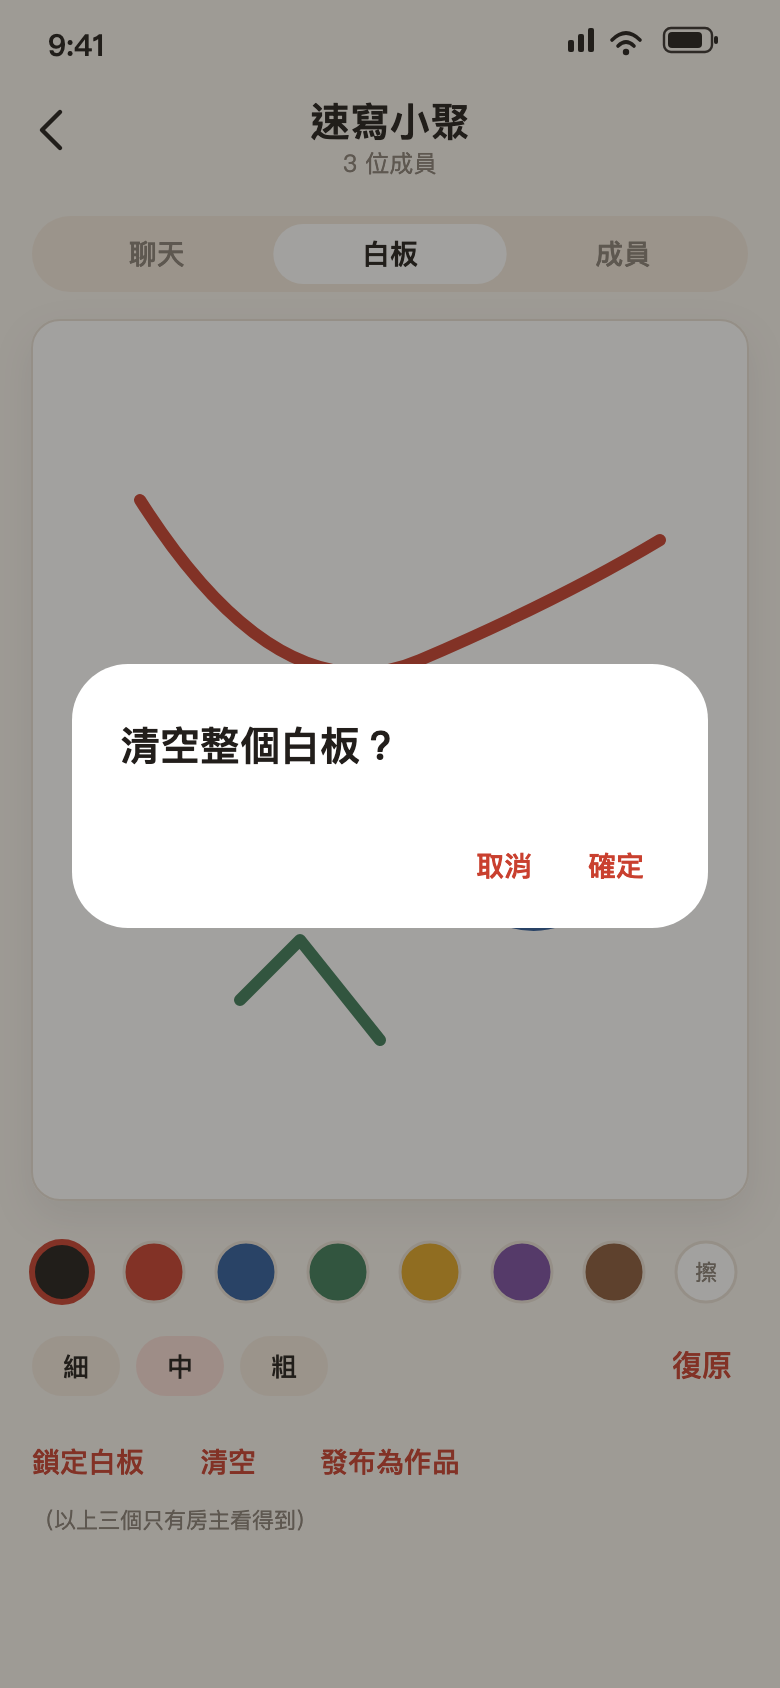 9:41
速寫小聚
3 位成員
聊天 白板 成員
清空整個白板？
取消 確定
擦
細 中 粗 復原
鎖定白板 清空 發布為作品
（以上三個只有房主看得到）